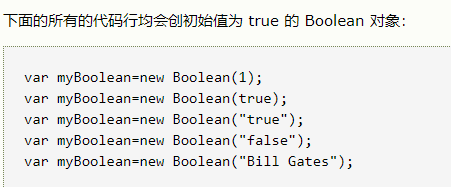 下面的所有的代码行均会创初始值为 true 的 Boolean 对象：
var myBoolean=new Boolean(1);
var myBoolean=new Boolean(true);
var myBoolean=new Boolean("true");
var myBoolean=new Boolean("false");
var myBoolean=new Boolean("Bill Gates");